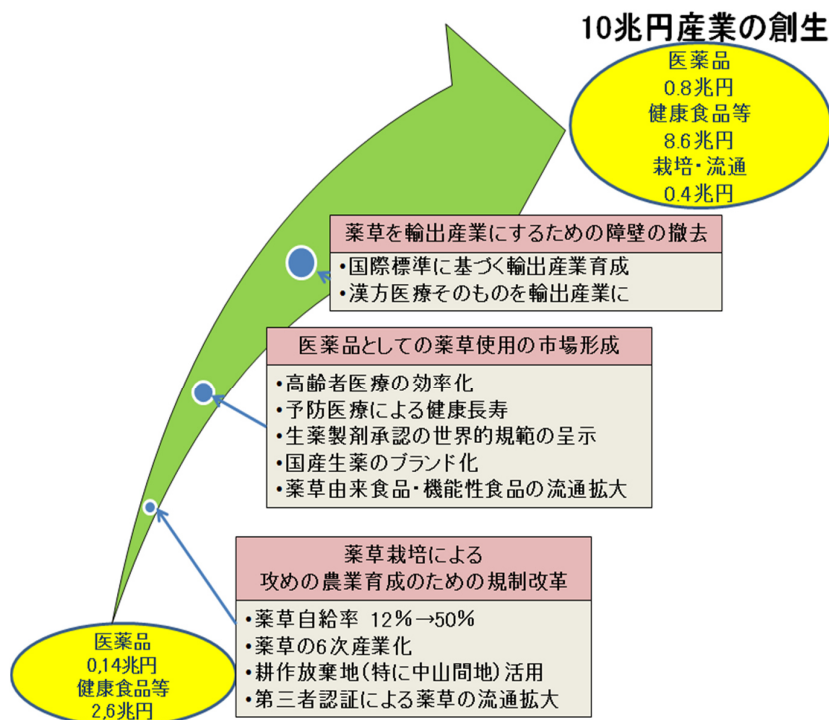 10兆円産業の創生
医薬品
0.8兆円
健康食品等
8.6兆円
栽培・流通
0.4兆円
薬草を輸出産業にするための障壁の撤去
・国際標準に基づく輸出産業育成
・漢方医療そのものを輸出産業に
医薬品としての薬草使用の市場形成
・高齢者医療の効率化
・予防医療による健康長寿
・生薬製剤承認の世界的規範の呈示
・国産生薬のブランド化
・薬草由来食品・機能性食品の流通拡大
薬草栽培による
攻めの農業育成のための規制改革
・薬草自給率 12%→50%
・薬草の6次産業化
・耕作放棄地(特に中山間地)活用
・第三者認証による薬草の流通拡大
医薬品
0,14兆円
健康食品等
2,6兆円